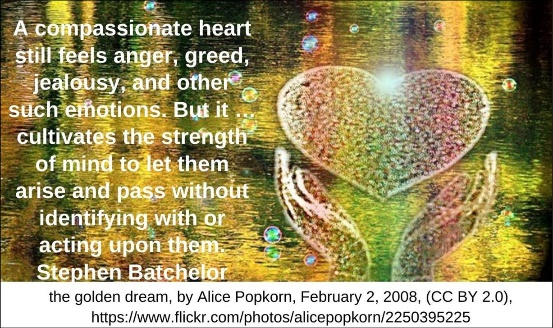 A compassionate heart
still feels anger, greed,
jealousy, and other
such emotions. But it ...
cultivates the strength
of mind to let them
arise and pass without
identifying with or
acting upon them.
Stephen Batchelor
the golden dream, by Alice Popkorn, February 2, 2008, (CC BY 2.0),
https://www.flickr.com/photos/alicepopkorn/2250395225